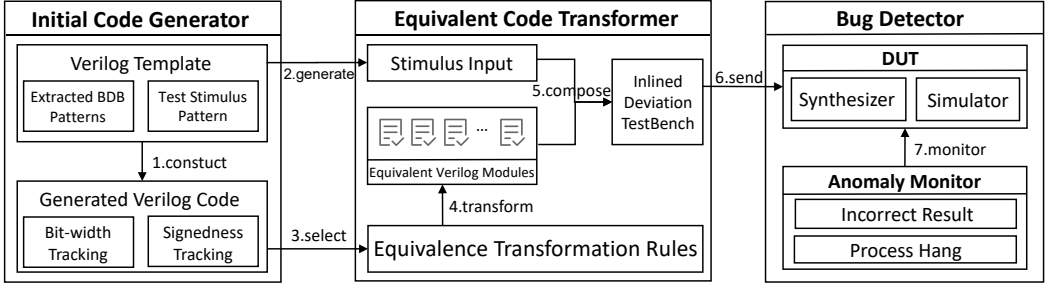 Initial Code Generator
Verilog Template
Extracted BDB
Patterns
Test Stimulus
Pattern
1.constuct
Generated Verilog Code
Bit-width
Tracking
Signedness
Tracking
2.generate
3.select
Equivalent Code Transformer
Stimulus Input
5.compose
Inlined
Deviation
TestBench
...
Equivalent Verilog Modules
4.transform
Equivalence Transformation Rules
6.send
Bug Detector
DUT
Synthesizer
Simulator
7.monitor
Anomaly Monitor
Incorrect Result
Process Hang